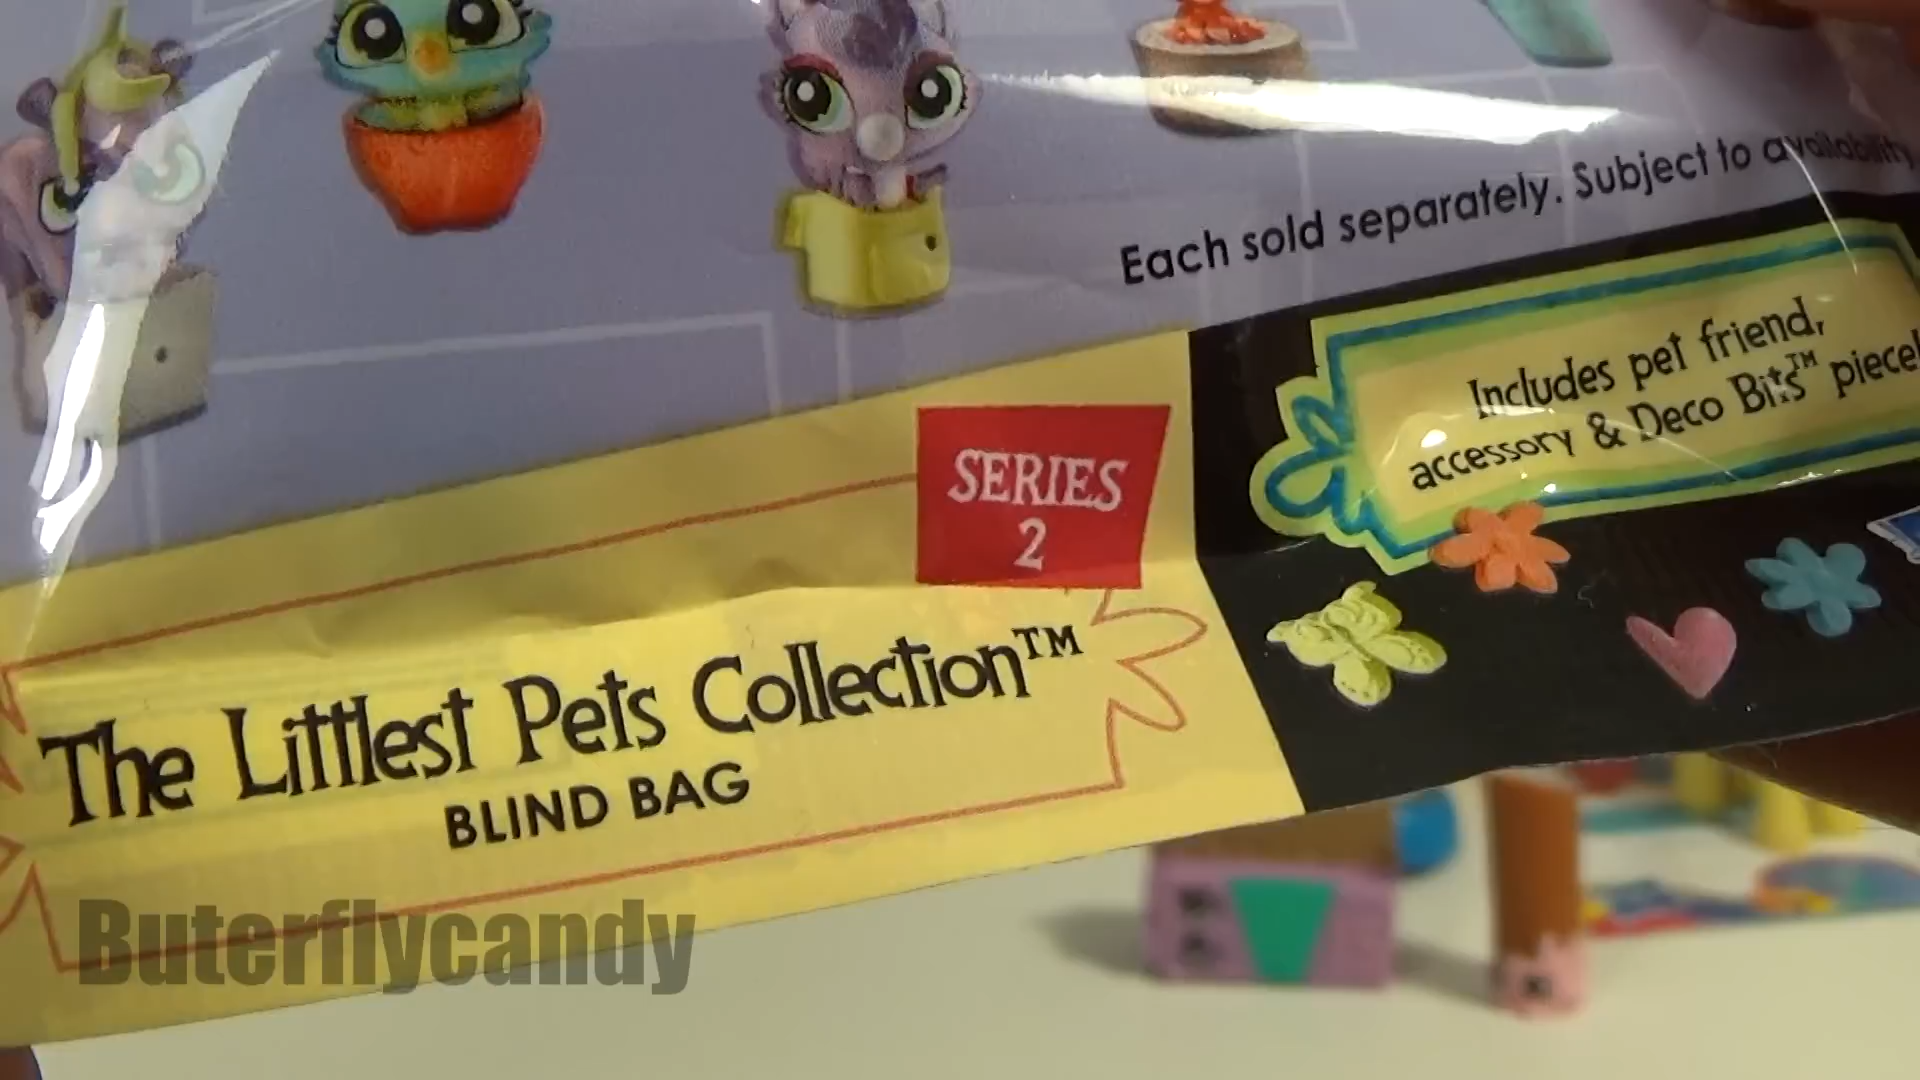 Each sold separately. Subject to availability.
Includes pet friend,
accessory & Deco Bits™ piece!
SERIES
2
The Littlest Pets Collection™
BLIND BAG
Buterflycandy